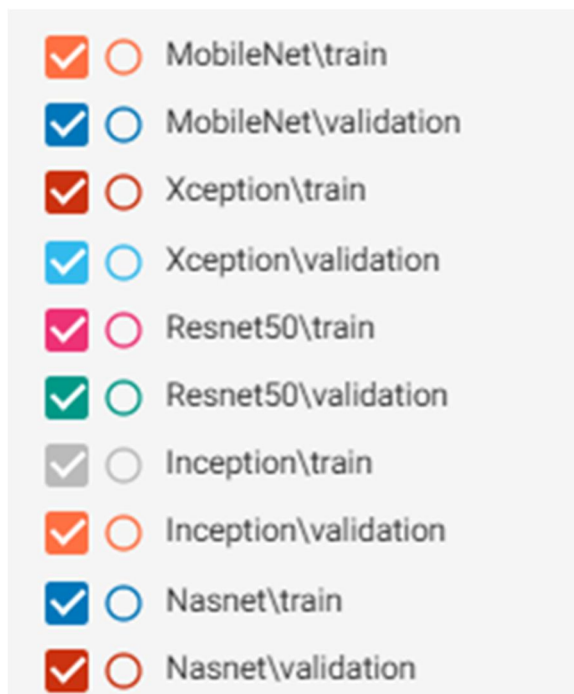 MobileNet\train
MobileNet\validation
Xception\train
Xception\validation
Resnet50\train
Resnet50\validation
Inception\train
Inception\validation
Nasnet\train
Nasnet\validation